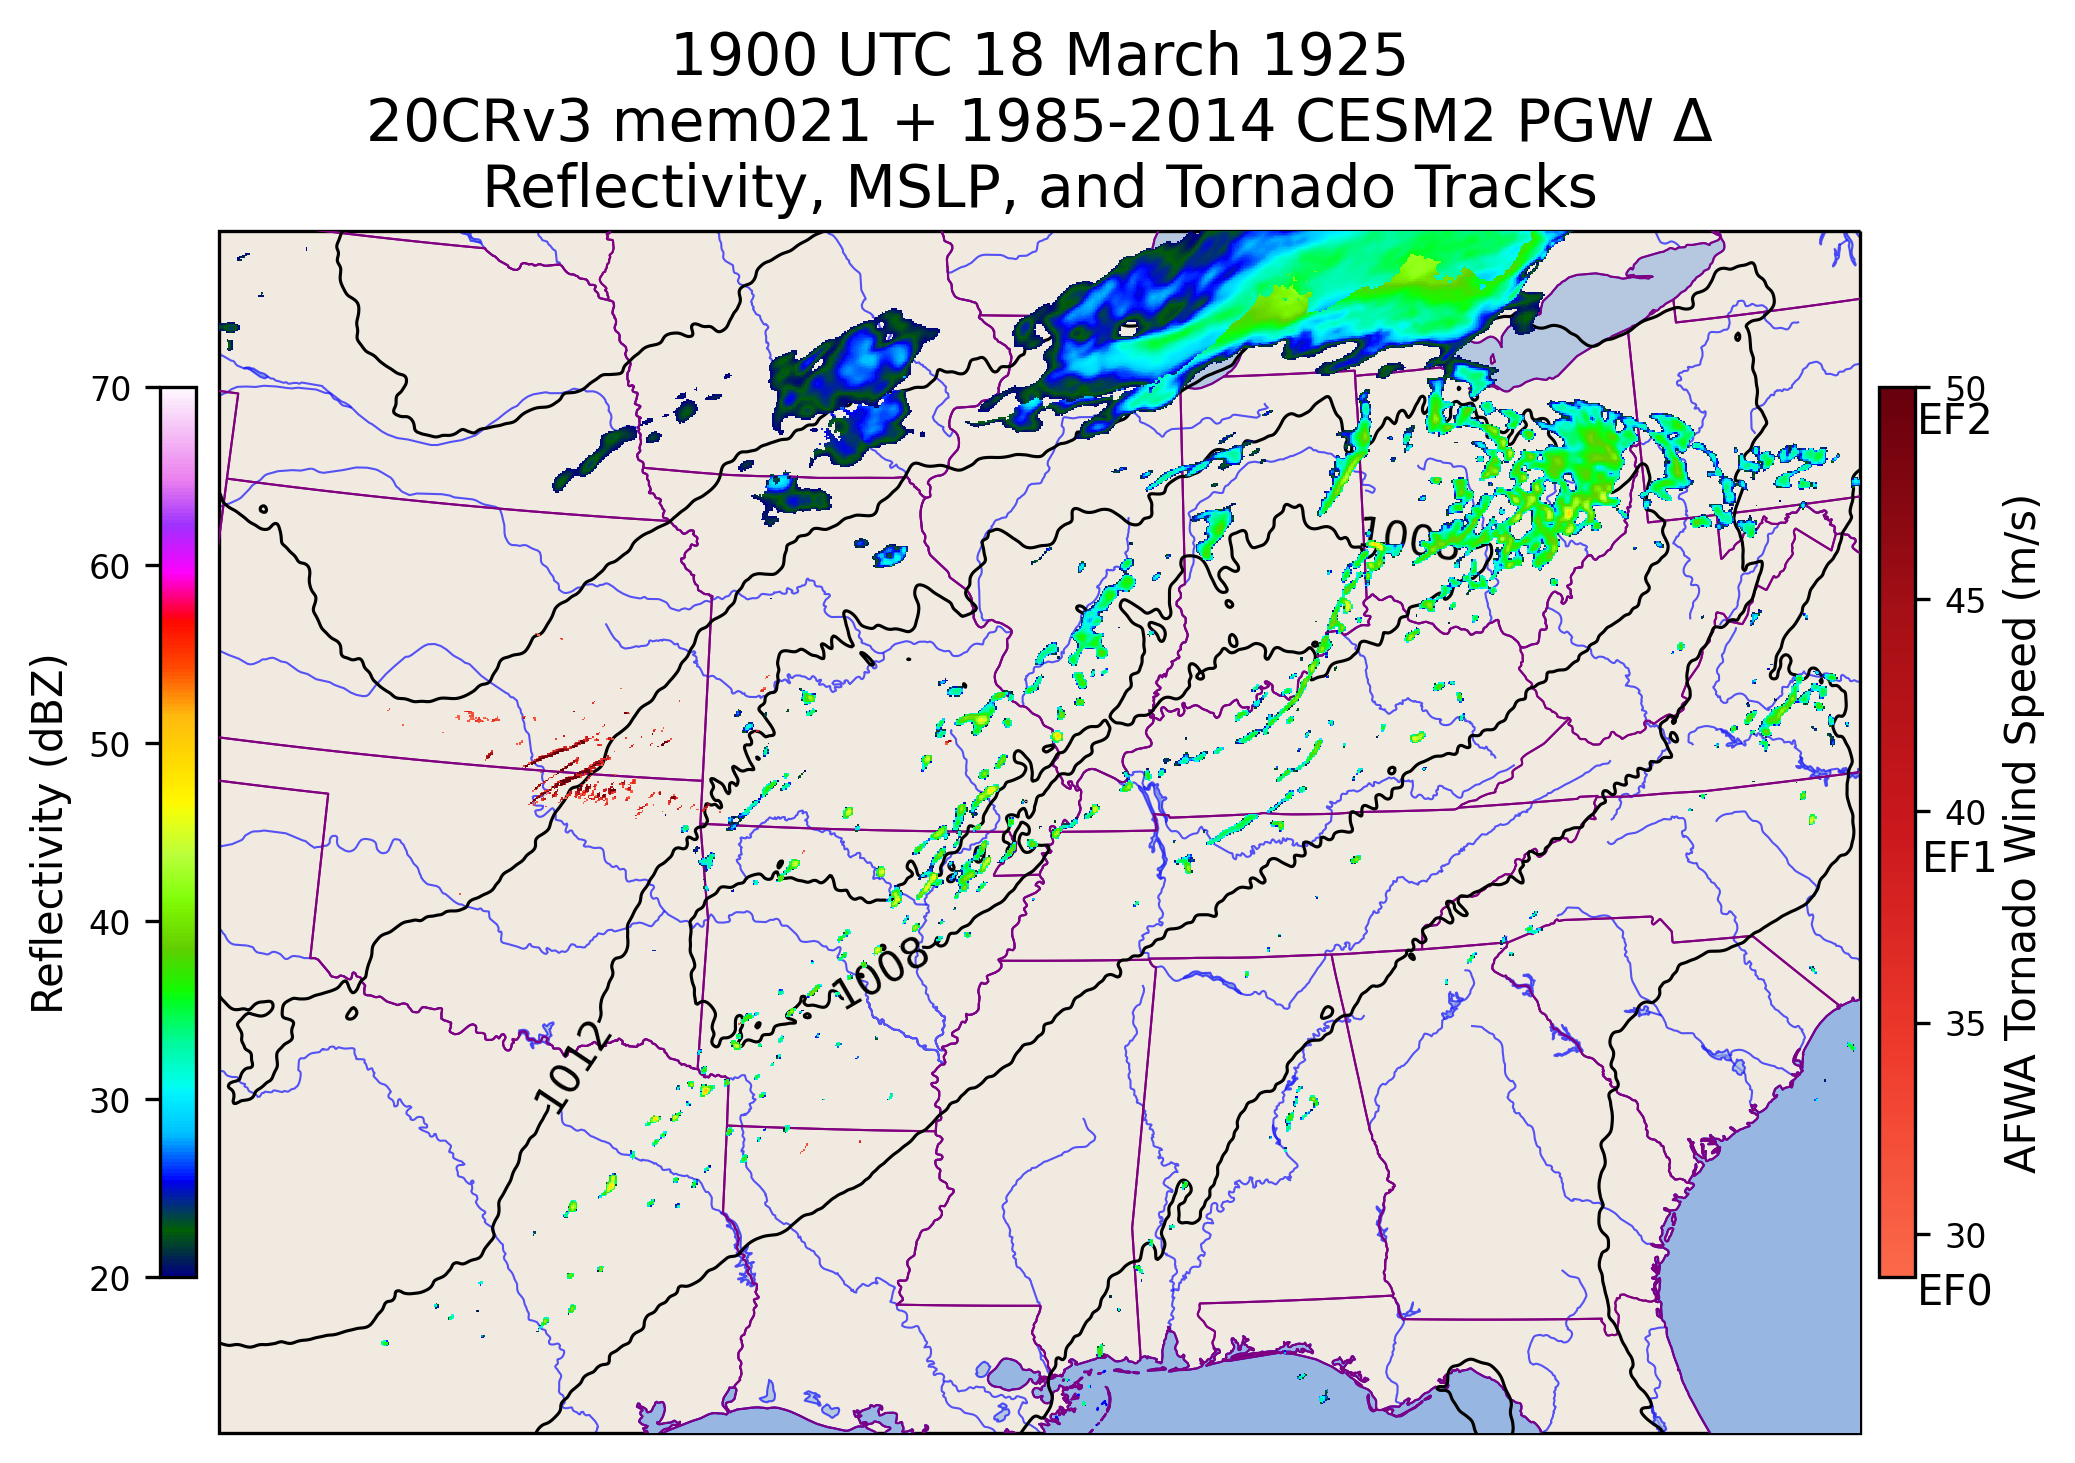 1900 UTC 18 March 1925
20CRv3 mem021 + 1985-2014 CESM2 PGW Δ
Reflectivity, MSLP, and Tornado Tracks
Reflectivity (dBZ)
70
60
50
40
30
20
1008
1012
50
EF2
45
40
EF1
35
30
EF0
AFWA Tornado Wind Speed (m/s)